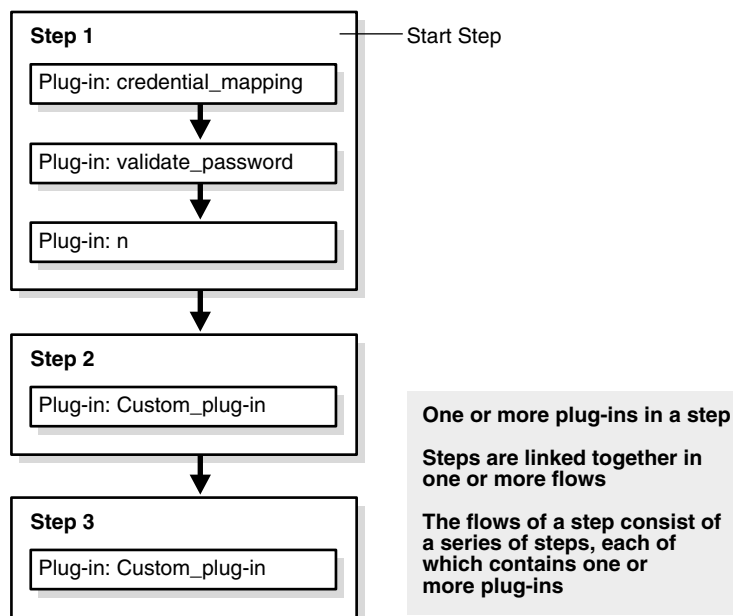 Step 1
Start Step
Plug-in: credential_mapping
Plug-in: validate_password
Plug-in: n
Step 2
Plug-in: Custom_plug-in
Step 3
Plug-in: Custom_plug-in
One or more plug-ins in a step
Steps are linked together in
one or more flows
The flows of a step consist of
a series of steps, each of
which contains one or
more plug-ins